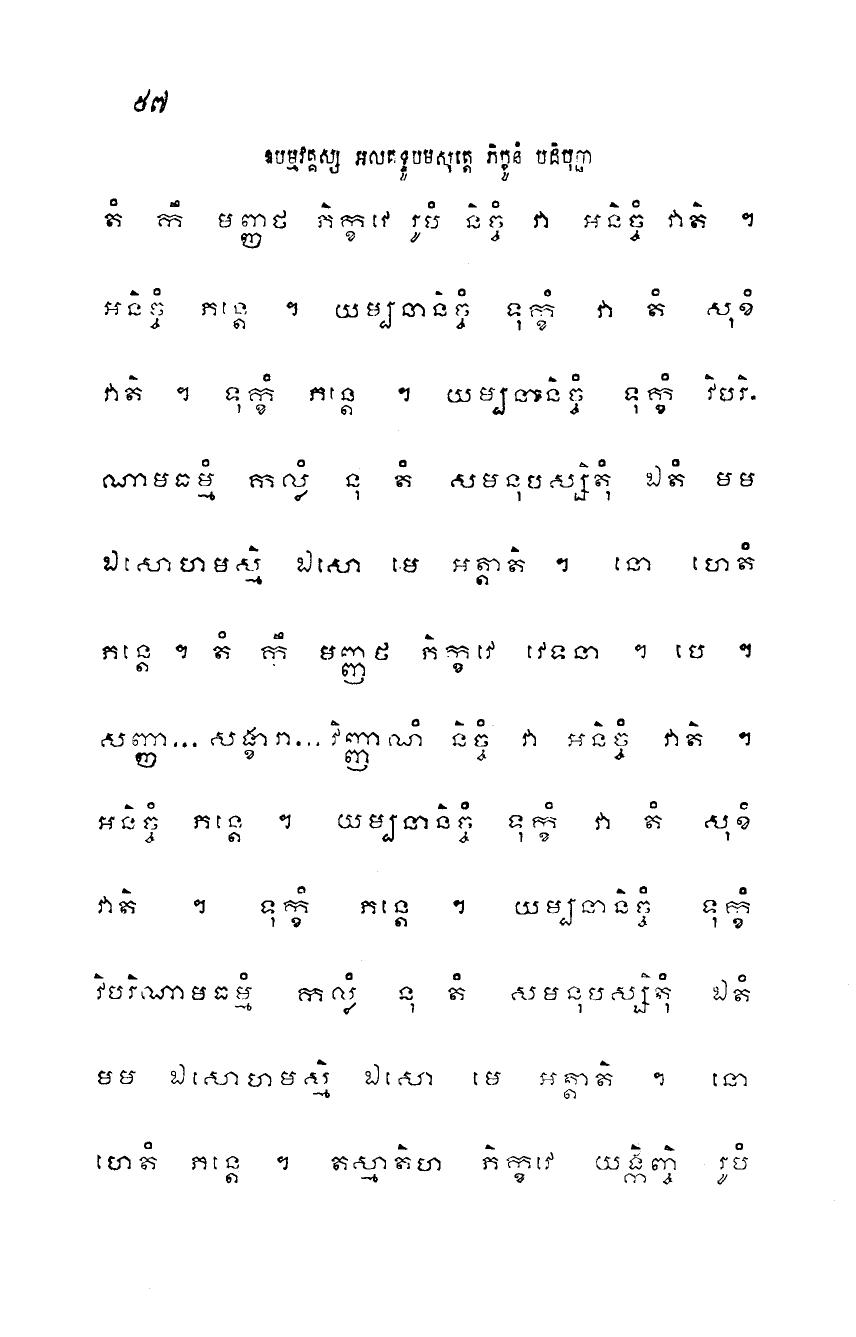 ៥៧
បឋមវគ្គស្ស អលគទ្ទូបមសុត្តេ ភិក្ខូនំ បដិបុច្ឆា
តំ កឹ មញ្ញថ ភិក្ខវេ រូបំ និច្ចំ វា អនិច្ចំ វាតិ ។
អនិច្ចំ ភន្តេ ។ យម្បនានិច្ចំ ទុក្ខំ វា តំ សុខំ
វាតិ ។ ទុក្ខំ ភន្តេ ។ យម្បនានិច្ចំ ទុក្ខំ វិបរិ-
ណាមធម្មំ កល្លំ នុ តំ សមនុបស្សិតុំ ឯតំ មម
ឯសោហមស្មិ ឯសោ មេ អត្តាតិ ។ នោ ហេតំ
ភន្តេ ។ តំ កឹ មញ្ញថ ភិក្ខវេ វេទនា ។ បេ ។
សញ្ញា... សង្ខារា... វិញ្ញាណំ និច្ចំ វា អនិច្ចំ វាតិ ។
អនិច្ចំ ភន្តេ ។ យម្បនានិច្ចំ ទុក្ខំ វា តំ សុខំ
វាតិ ។ ទុក្ខំ ភន្តេ ។ យម្បនានិច្ចំ ទុក្ខំ
វិបរិណាមធម្មំ កល្លំ នុ តំ សមនុបស្សិតុំ ឯតំ
មម ឯសោហមស្មិ ឯសោ មេ អត្តាតិ ។ នោ
ហេតំ ភន្តេ ។ តស្មាតិហ ភិក្ខវេ យង្កិញ្ចិ រូបំ